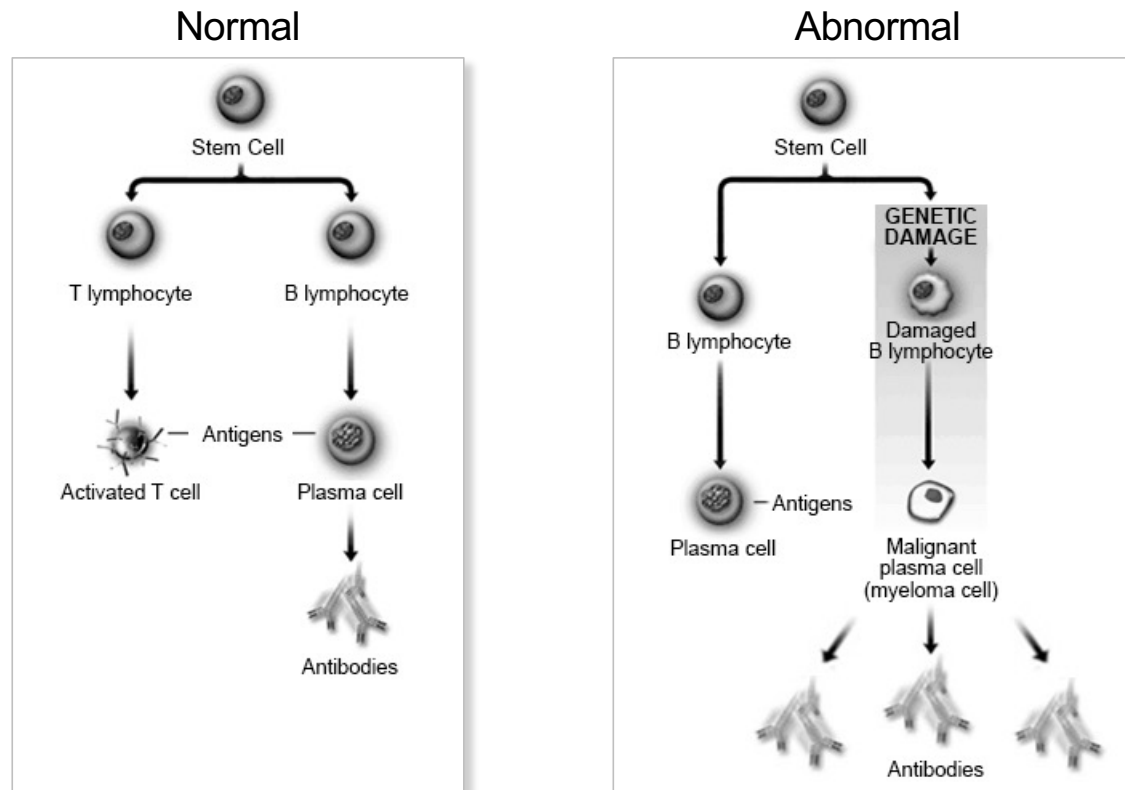 Normal
Stem Cell
T lymphocyte
B lymphocyte
Antigens
Activated T cell
Plasma cell
Antibodies
Abnormal
Stem Cell
GENETIC
DAMAGE
B lymphocyte
Damaged
B lymphocyte
Antigens
Plasma cell
Malignant
plasma cell
(myeloma cell)
Antibodies